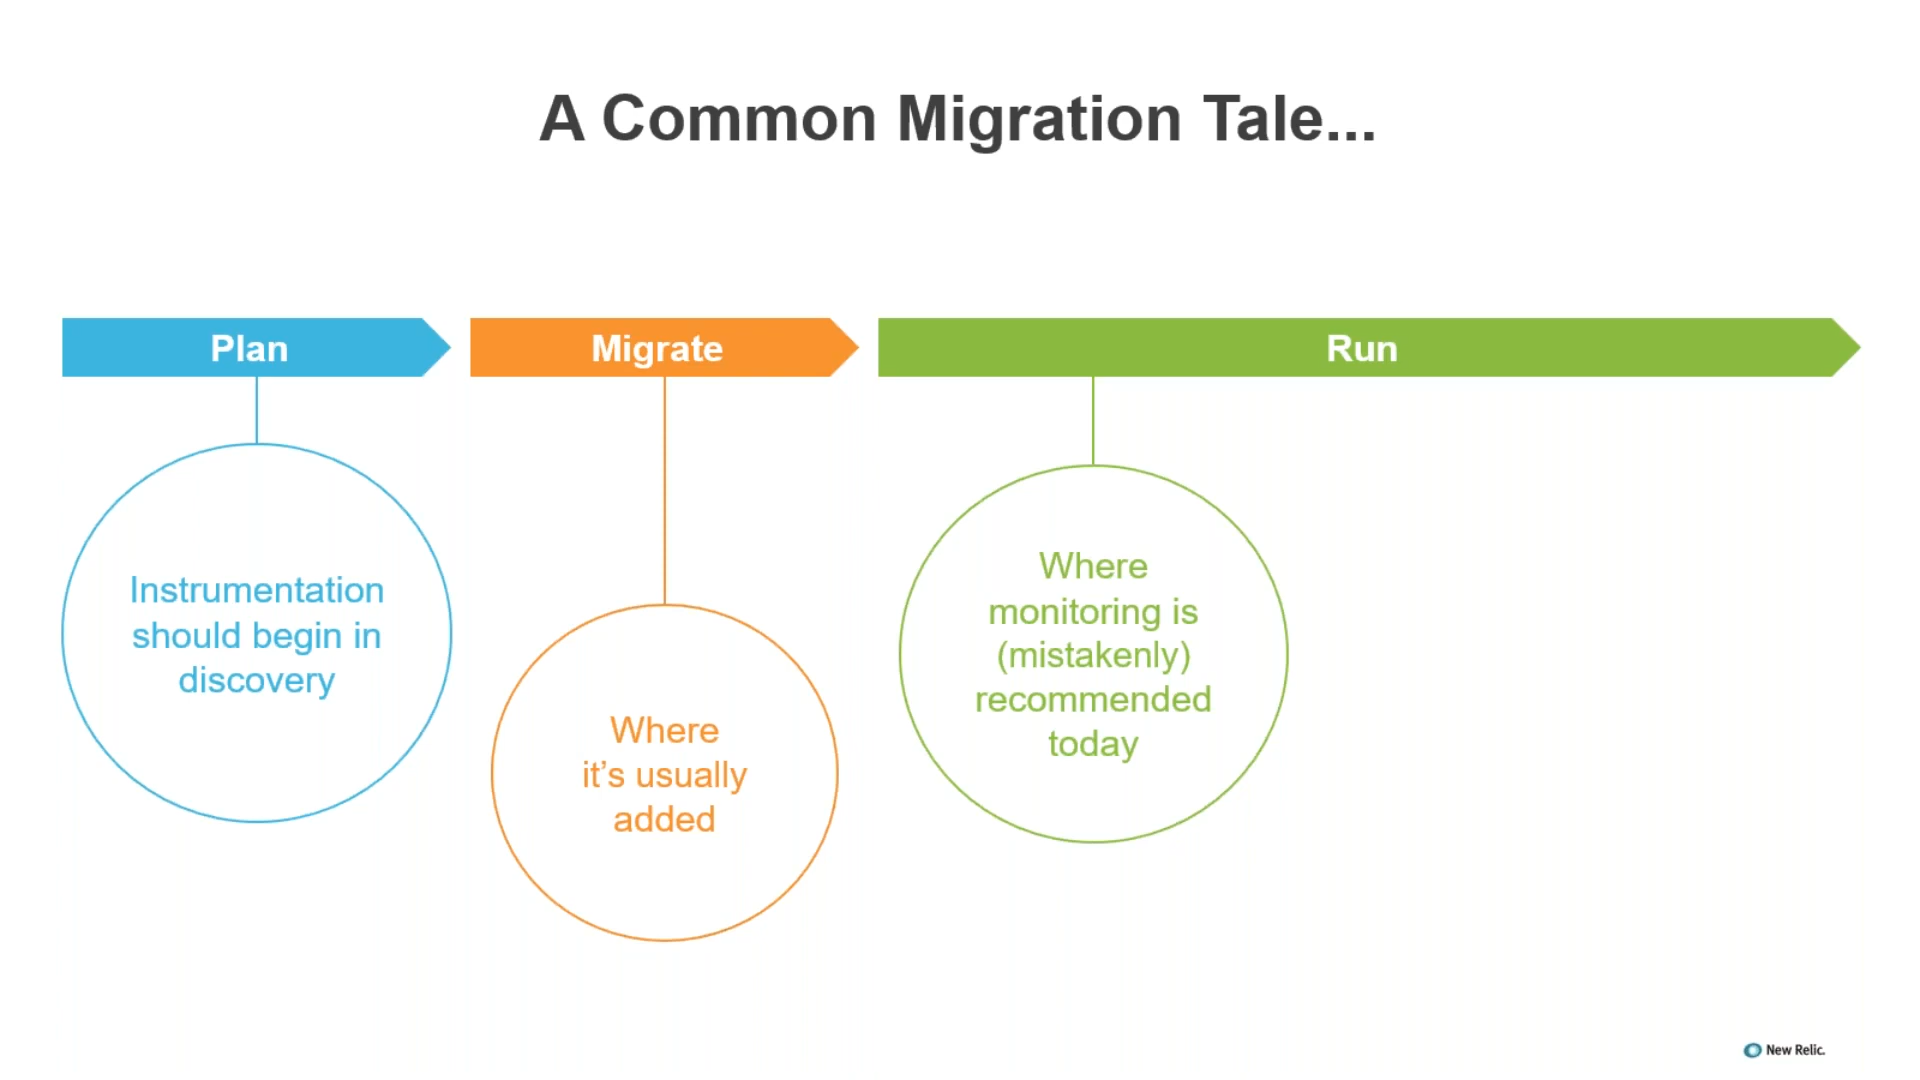 A Common Migration Tale...
Plan
Migrate
Run
Instrumentation
should begin in
discovery
Where
it’s usually
added
Where
monitoring is
(mistakenly)
recommended
today
New Relic.